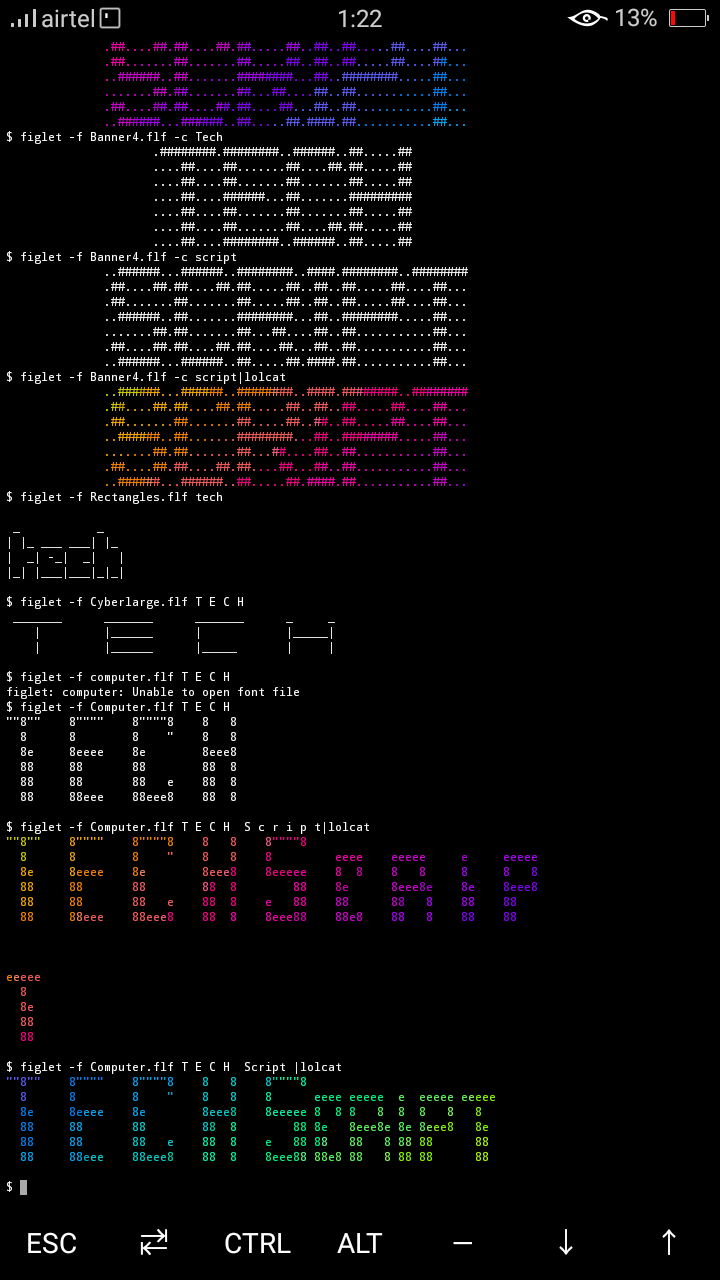 airtel 1:22 13%
$ figlet -f Banner4.flf -c Tech
$ figlet -f Banner4.flf -c script
$ figlet -f Banner4.flf -c script|lolcat
$ figlet -f Rectangles.flf tech
tech
$ figlet -f Cyberlarge.flf T E C H
T E C H
$ figlet -f computer.flf T E C H
figlet: computer: Unable to open font file
$ figlet -f Computer.flf T E C H
T E C H
$ figlet -f Computer.flf T E C H  S c r i p t|lolcat
T E C H S c r i p
t
$ figlet -f Computer.flf T E C H  Script |lolcat
T E C H Script
$
ESC ⇄ CTRL ALT — ↓ ↑